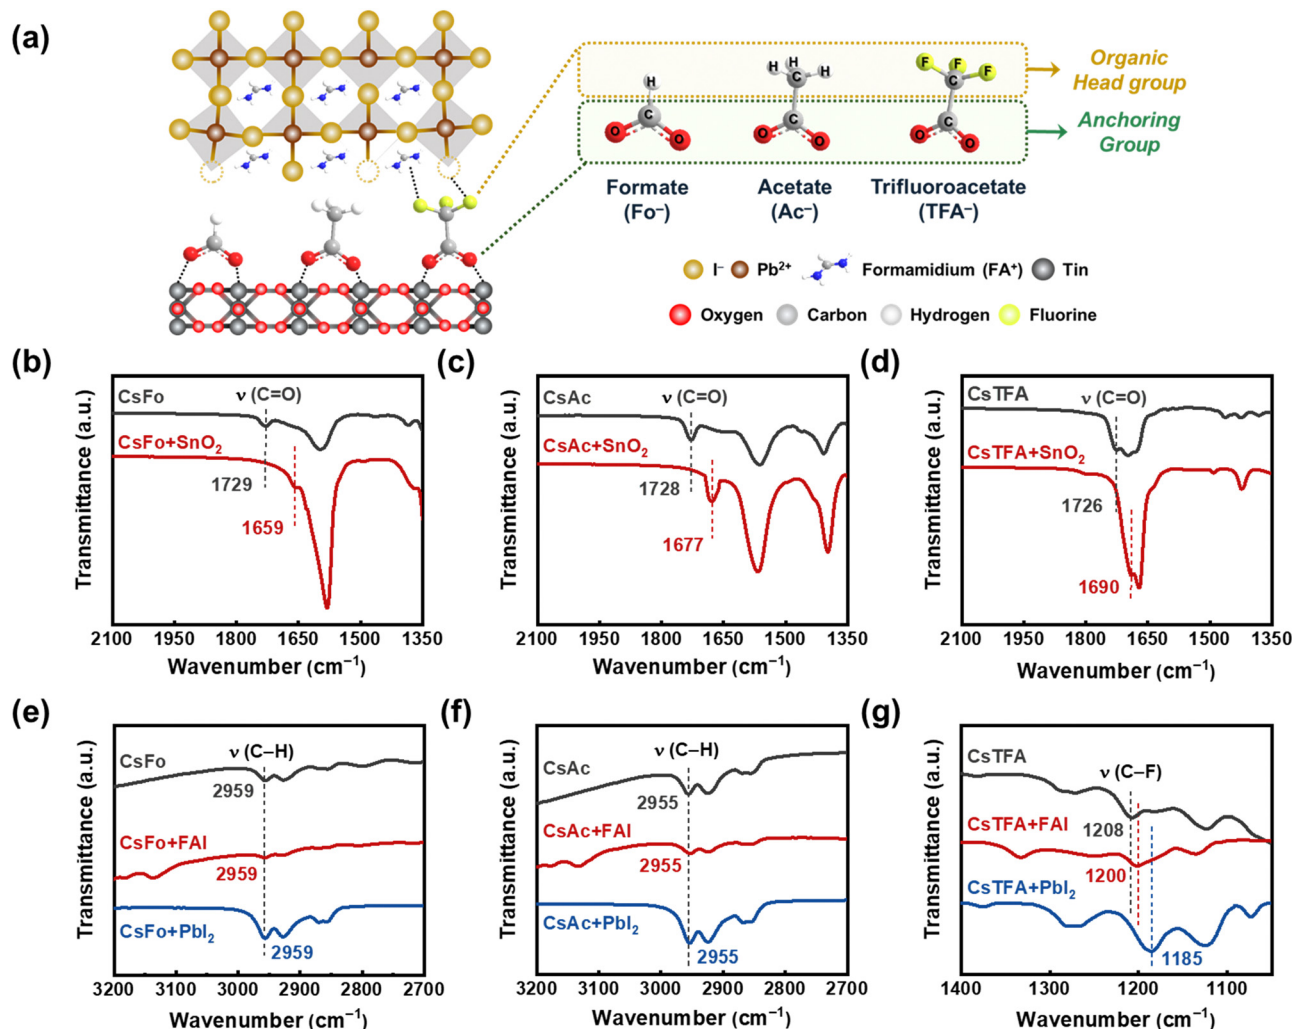 (a)
H
C
O O
H H H
C
C
O O
F F F
C
C
O O
Organic
Head group
Anchoring
Group
Formate
(Fo⁻)
Acetate
(Ac⁻)
Trifluoroacetate
(TFA⁻)
I⁻ Pb²⁺ Formamidium (FA⁺) Tin
Oxygen Carbon Hydrogen Fluorine
(b)
CsFo
ν (C=O)
CsFo+SnO₂
1729
1659
Transmittance (a.u.)
2100 1950 1800 1650 1500 1350
Wavenumber (cm⁻¹)
(c)
CsAc
ν (C=O)
CsAc+SnO₂
1728
1677
Transmittance (a.u.)
2100 1950 1800 1650 1500 1350
Wavenumber (cm⁻¹)
(d)
CsTFA
ν (C=O)
CsTFA+SnO₂
1726
1690
Transmittance (a.u.)
2100 1950 1800 1650 1500 1350
Wavenumber (cm⁻¹)
(e)
CsFo
ν (C–H)
2959
CsFo+FAI
2959
CsFo+PbI₂
2959
Transmittance (a.u.)
3200 3100 3000 2900 2800 2700
Wavenumber (cm⁻¹)
(f)
CsAc
ν (C–H)
2955
CsAc+FAI
2955
CsAc+PbI₂
2955
Transmittance (a.u.)
3200 3100 3000 2900 2800 2700
Wavenumber (cm⁻¹)
(g)
CsTFA
ν (C–F)
1208
CsTFA+FAI
1200
CsTFA+PbI₂
1185
Transmittance (a.u.)
1400 1300 1200 1100
Wavenumber (cm⁻¹)